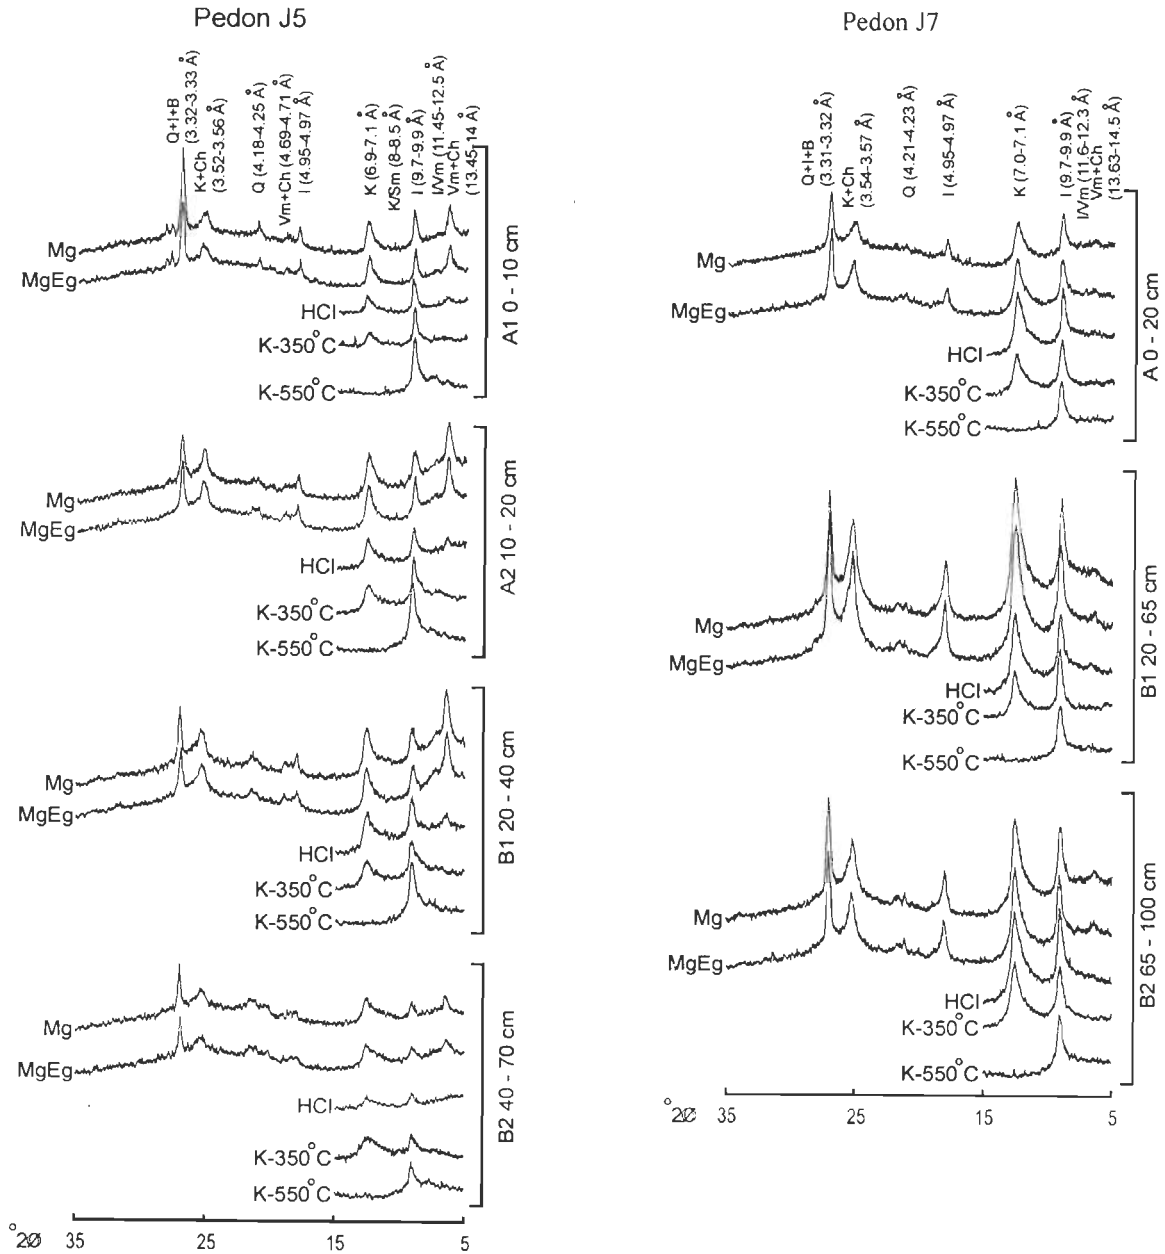 Pedon J5
Q+I+B
(3.32-3.33 Å)
K+Ch
(3.52-3.56 Å)
Q (4.18-4.25 Å)
Vm+Ch (4.69-4.71 Å)
I (4.95-4.97 Å)
K (6.9-7.1 Å)
K/Sm (8-8.5 Å)
I (9.7-9.9 Å)
I/Vm (11.45-12.5 Å)
Vm+Ch
(13.45-14 Å)
Mg
MgEg
HCl
K-350°C
K-550°C
A1 0 - 10 cm
Mg
MgEg
HCl
K-350°C
K-550°C
A2 10 - 20 cm
Mg
MgEg
HCl
K-350°C
K-550°C
B1 20 - 40 cm
Mg
MgEg
HCl
K-350°C
K-550°C
B2 40 - 70 cm
°2Ø 35 25 15 5
Pedon J7
Q+I+B
(3.31-3.32 Å)
K+Ch
(3.54-3.57 Å)
Q (4.21-4.23 Å)
I (4.95-4.97 Å)
K (7.0-7.1 Å)
I (9.7-9.9 Å)
I/Vm (11.6-12.3 Å)
Vm+Ch
(13.63-14.5 Å)
Mg
MgEg
HCl
K-350°C
K-550°C
A 0 - 20 cm
Mg
MgEg
HCl
K-350°C
K-550°C
B1 20 - 65 cm
Mg
MgEg
HCl
K-350°C
K-550°C
B2 65 - 100 cm
°2Ø 35 25 15 5